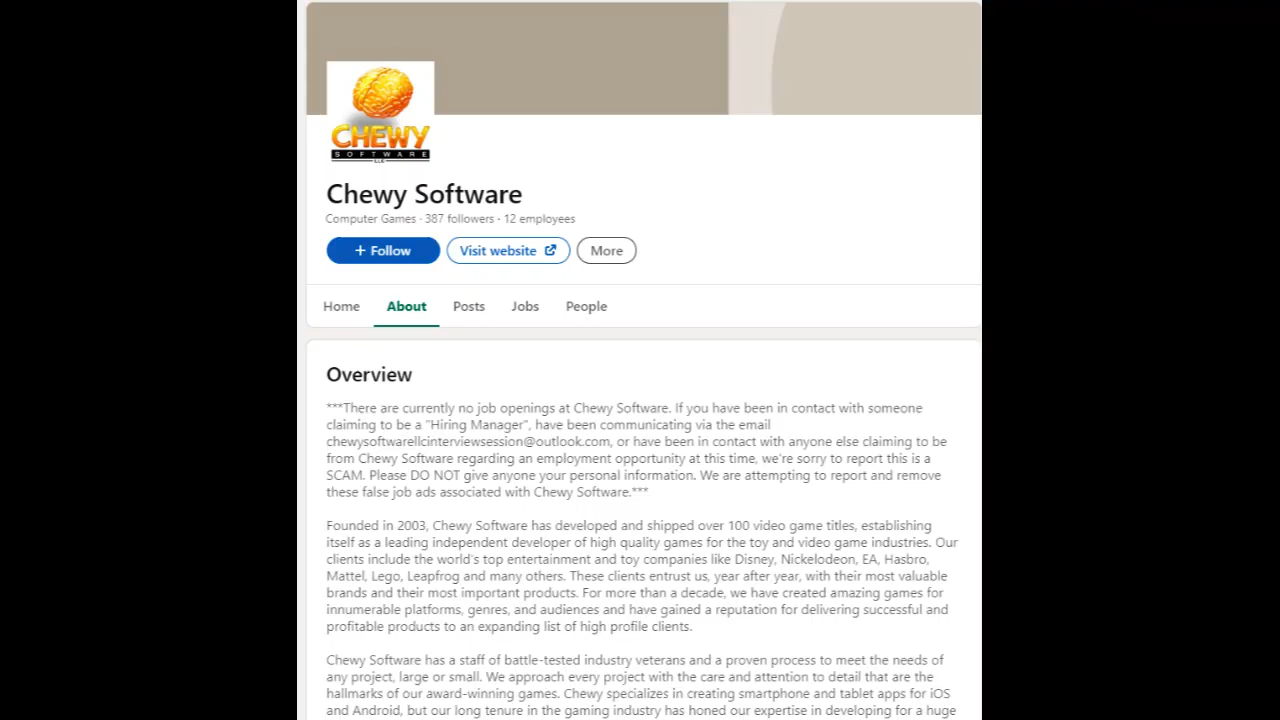 CHEWY
SOFTWARE
LLC
Chewy Software
Computer Games · 387 followers · 12 employees
+ Follow
Visit website
More
Home
About
Posts
Jobs
People
Overview
***There are currently no job openings at Chewy Software. If you have been in contact with someone
claiming to be a "Hiring Manager", have been communicating via the email
chewysoftwarellcinterviewsession@outlook.com, or have been in contact with anyone else claiming to be
from Chewy Software regarding an employment opportunity at this time, we're sorry to report this is a
SCAM. Please DO NOT give anyone your personal information. We are attempting to report and remove
these false job ads associated with Chewy Software.***
Founded in 2003, Chewy Software has developed and shipped over 100 video game titles, establishing
itself as a leading independent developer of high quality games for the toy and video game industries. Our
clients include the world's top entertainment and toy companies like Disney, Nickelodeon, EA, Hasbro,
Mattel, Lego, Leapfrog and many others. These clients entrust us, year after year, with their most valuable
brands and their most important products. For more than a decade, we have created amazing games for
innumerable platforms, genres, and audiences and have gained a reputation for delivering successful and
profitable products to an expanding list of high profile clients.
Chewy Software has a staff of battle-tested industry veterans and a proven process to meet the needs of
any project, large or small. We approach every project with the care and attention to detail that are the
hallmarks of our award-winning games. Chewy specializes in creating smartphone and tablet apps for iOS
and Android, but our long tenure in the gaming industry has honed our expertise in developing for a huge